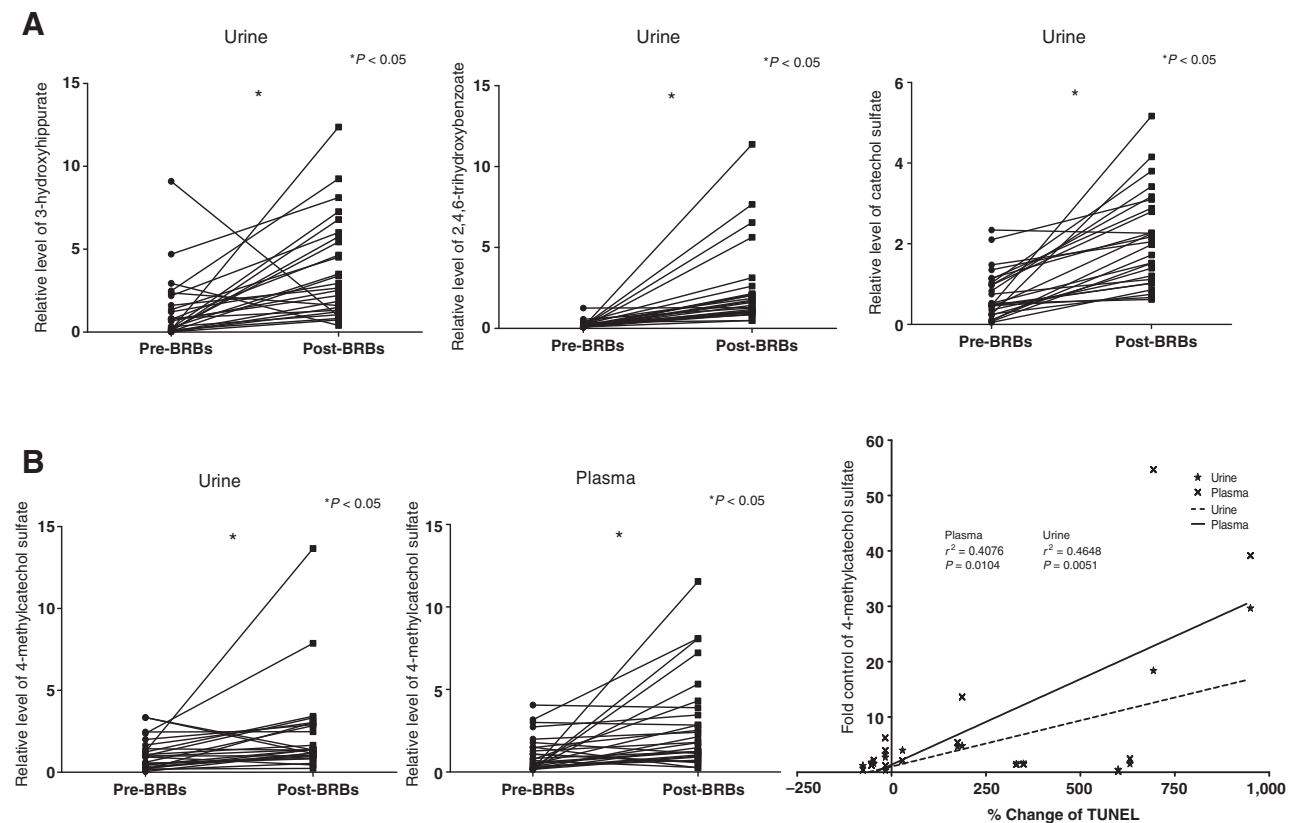 A
Urine
*P < 0.05
Relative level of 3-hydroxyhippurate
15
10
5
0
*
Pre-BRBs
Post-BRBs
Urine
*P < 0.05
Relative level of 2,4,6-trihydroxybenzoate
15
10
5
0
*
Pre-BRBs
Post-BRBs
Urine
*P < 0.05
Relative level of catechol sulfate
6
4
2
0
*
Pre-BRBs
Post-BRBs
B
Urine
*P < 0.05
Relative level of 4-methylcatechol sulfate
15
10
5
0
*
Pre-BRBs
Post-BRBs
Plasma
*P < 0.05
Relative level of 4-methylcatechol sulfate
15
10
5
0
*
Pre-BRBs
Post-BRBs
Fold control of 4-methylcatechol sulfate
60
50
40
30
20
10
Urine
Plasma
Urine
Plasma
Plasma
r² = 0.4076
P = 0.0104
Urine
r² = 0.4648
P = 0.0051
−250
0
250
500
750
1,000
% Change of TUNEL